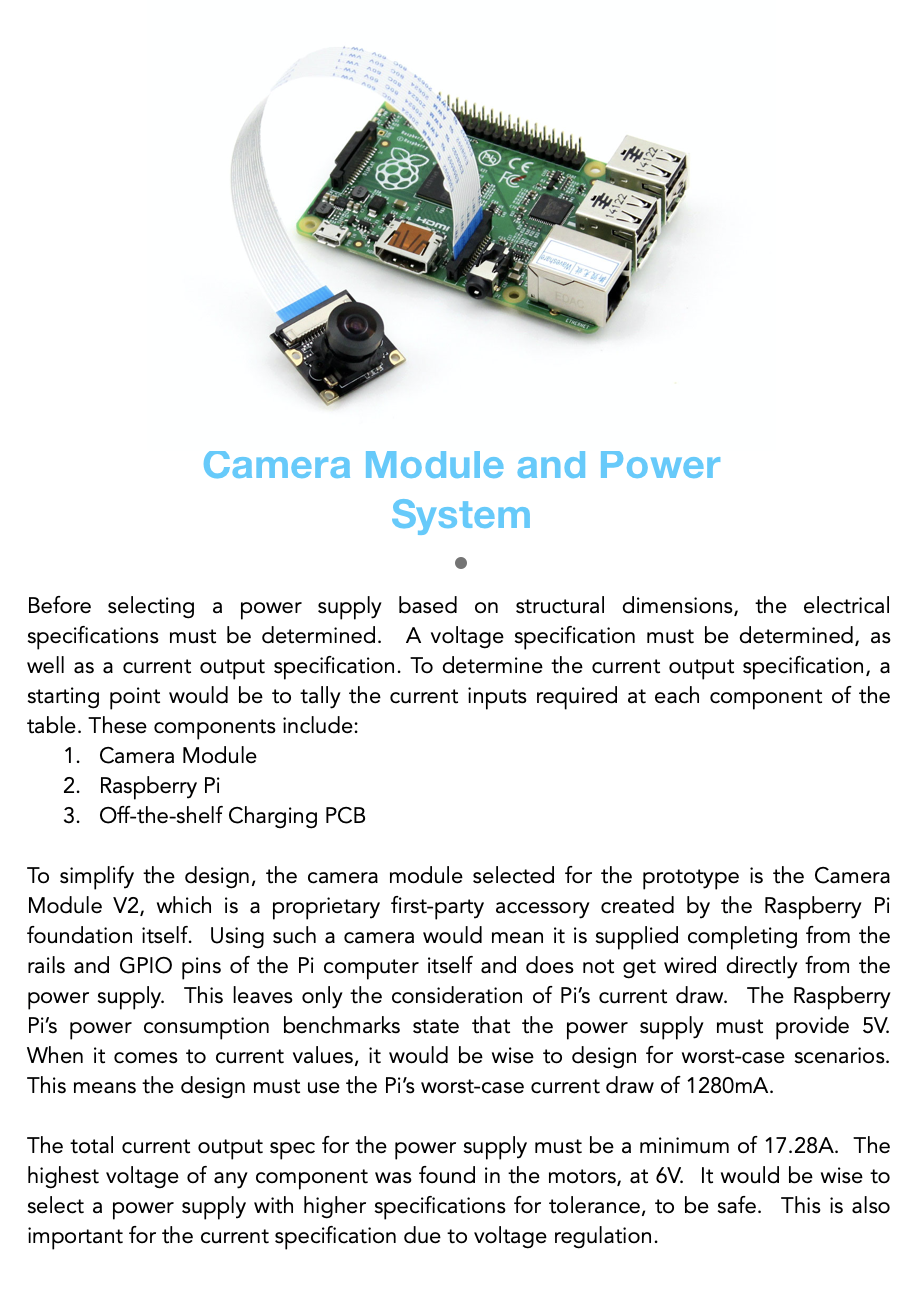 HDMI
14122
14122
Waveshare
EDAC
ETHERNET
Camera Module and Power
System
Before selecting a power supply based on structural dimensions, the electrical
specifications must be determined. A voltage specification must be determined, as
well as a current output specification. To determine the current output specification, a
starting point would be to tally the current inputs required at each component of the
table. These components include:
1. Camera Module
2. Raspberry Pi
3. Off-the-shelf Charging PCB
To simplify the design, the camera module selected for the prototype is the Camera
Module V2, which is a proprietary first-party accessory created by the Raspberry Pi
foundation itself. Using such a camera would mean it is supplied completing from the
rails and GPIO pins of the Pi computer itself and does not get wired directly from the
power supply. This leaves only the consideration of Pi’s current draw. The Raspberry
Pi’s power consumption benchmarks state that the power supply must provide 5V.
When it comes to current values, it would be wise to design for worst-case scenarios.
This means the design must use the Pi’s worst-case current draw of 1280mA.
The total current output spec for the power supply must be a minimum of 17.28A. The
highest voltage of any component was found in the motors, at 6V. It would be wise to
select a power supply with higher specifications for tolerance, to be safe. This is also
important for the current specification due to voltage regulation.